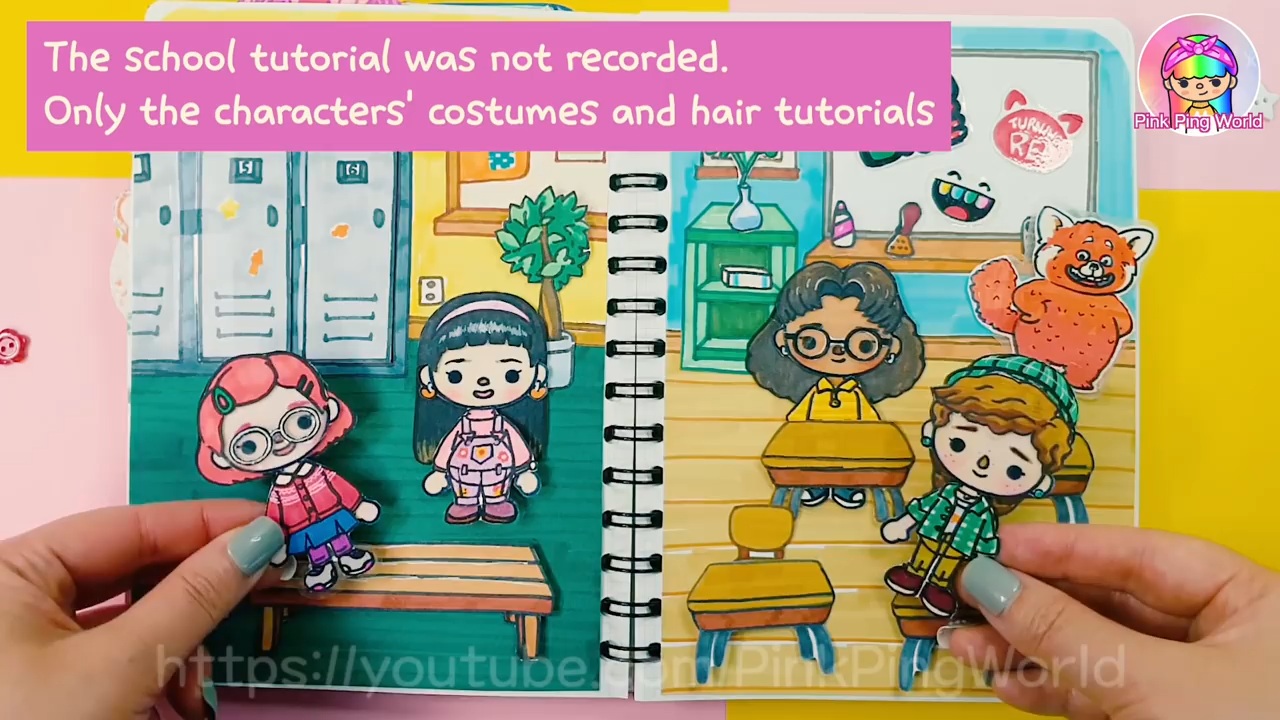 The school tutorial was not recorded.
Only the characters' costumes and hair tutorials
Pink Ping World
5
6
TURNING
RE
https://youtube.com/PinkPingWorld